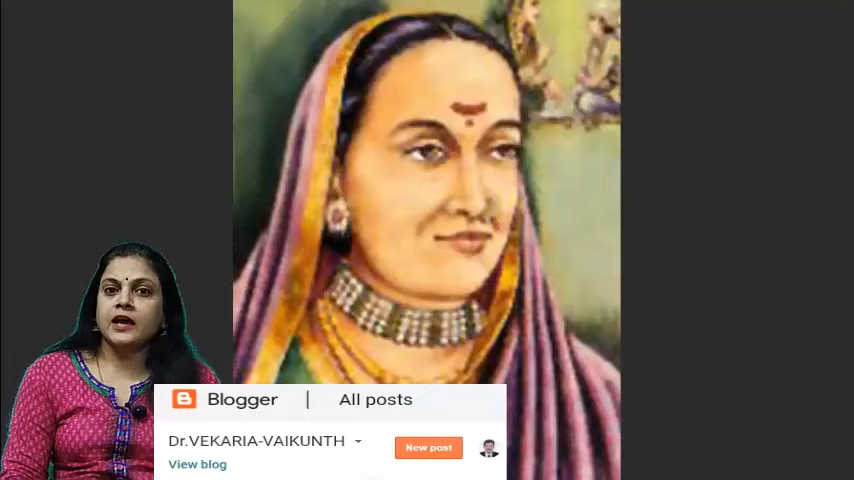 Blogger | All posts
Dr.VEKARIA-VAIKUNTH
New post
View blog